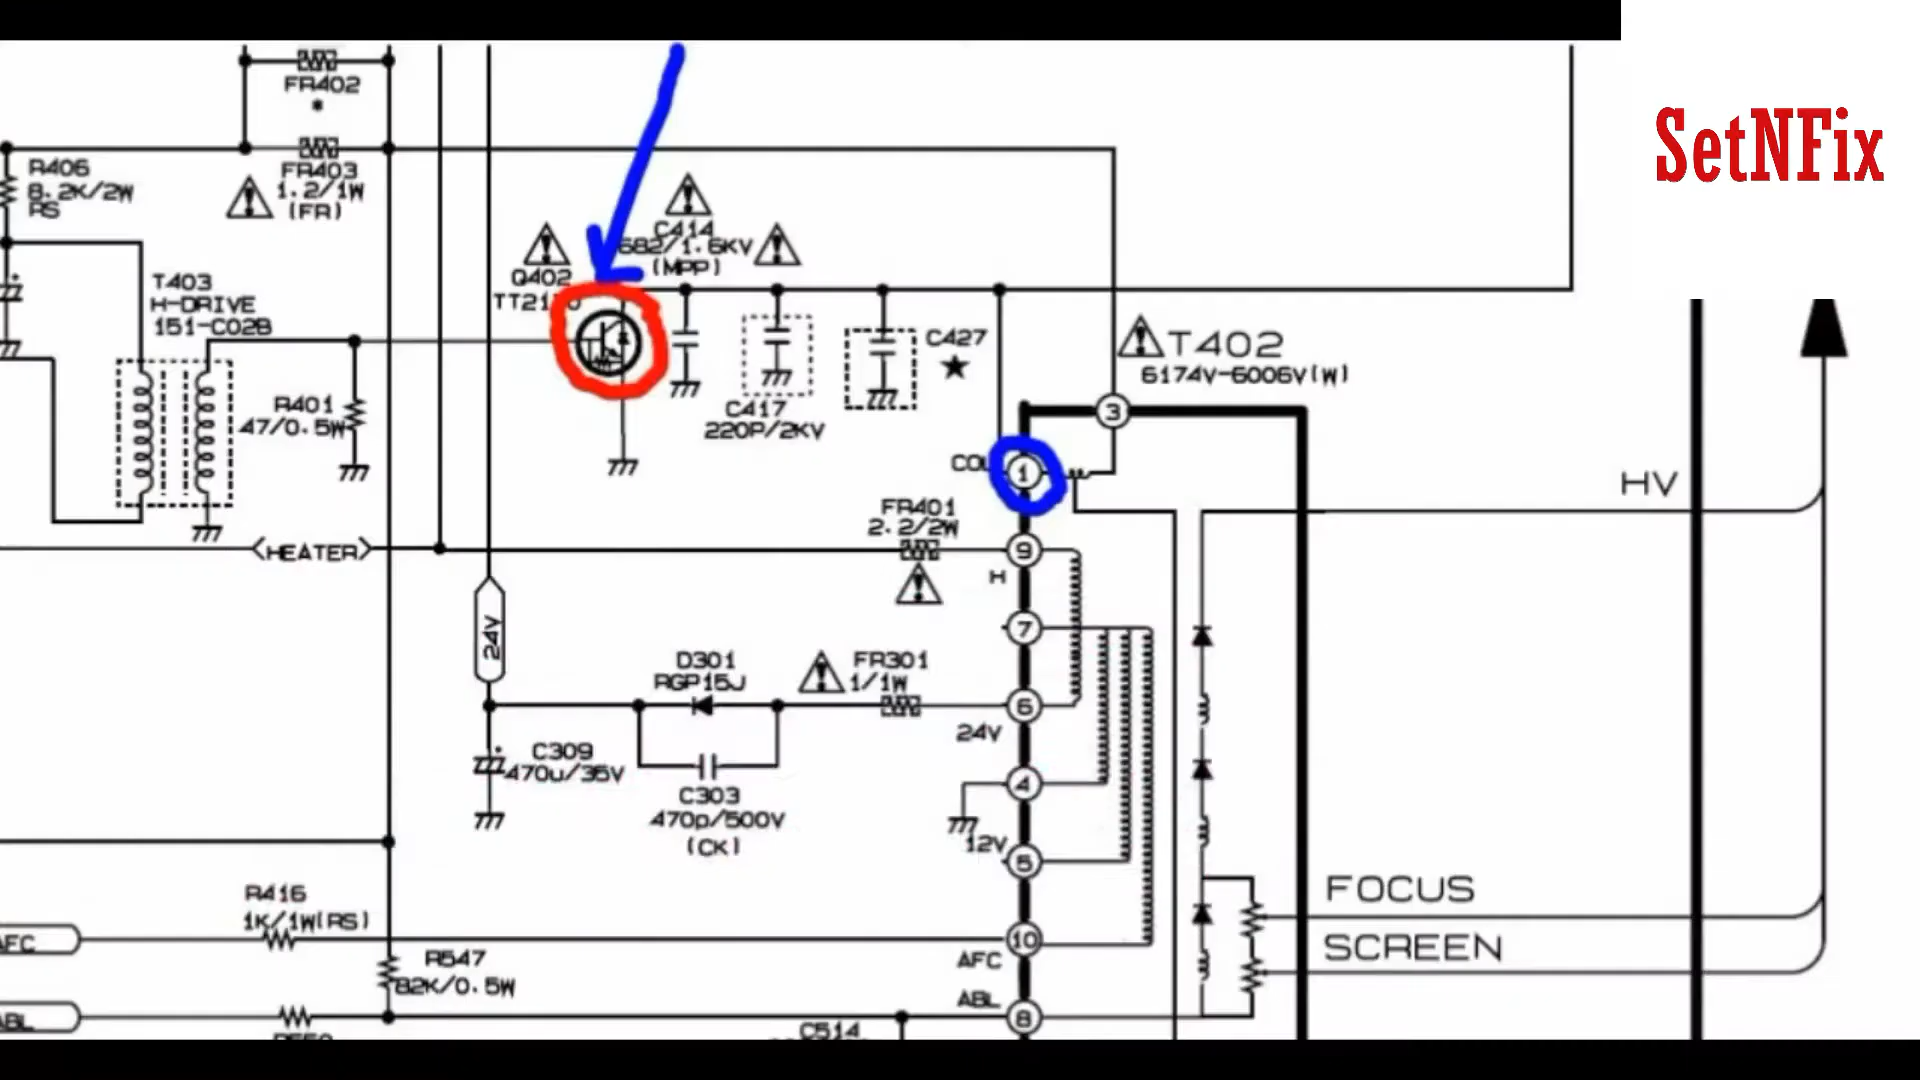 SetNFix
FR402
*
FR403
1.2/1W
(FR)
R406
8.2K/2W
RS
C414
682/1.6KV
(MPP)
Q402
T403
H-DRIVE
151-C02B
C427
T402
6174V-6006V(W)
3
R401
47/0.5W
C417
220P/2KV
1
HV
FR401
2.2/2W
HEATER
9
H
7
24V
D301
RGP15J
FR301
1/1W
6
24V
C309
470u/35V
4
C303
470p/500V
(CK)
12V
5
FOCUS
R416
1K/1W(RS)
AFC
10
SCREEN
R547
82K/0.5W
AFC
ABL
ABL
8
C514